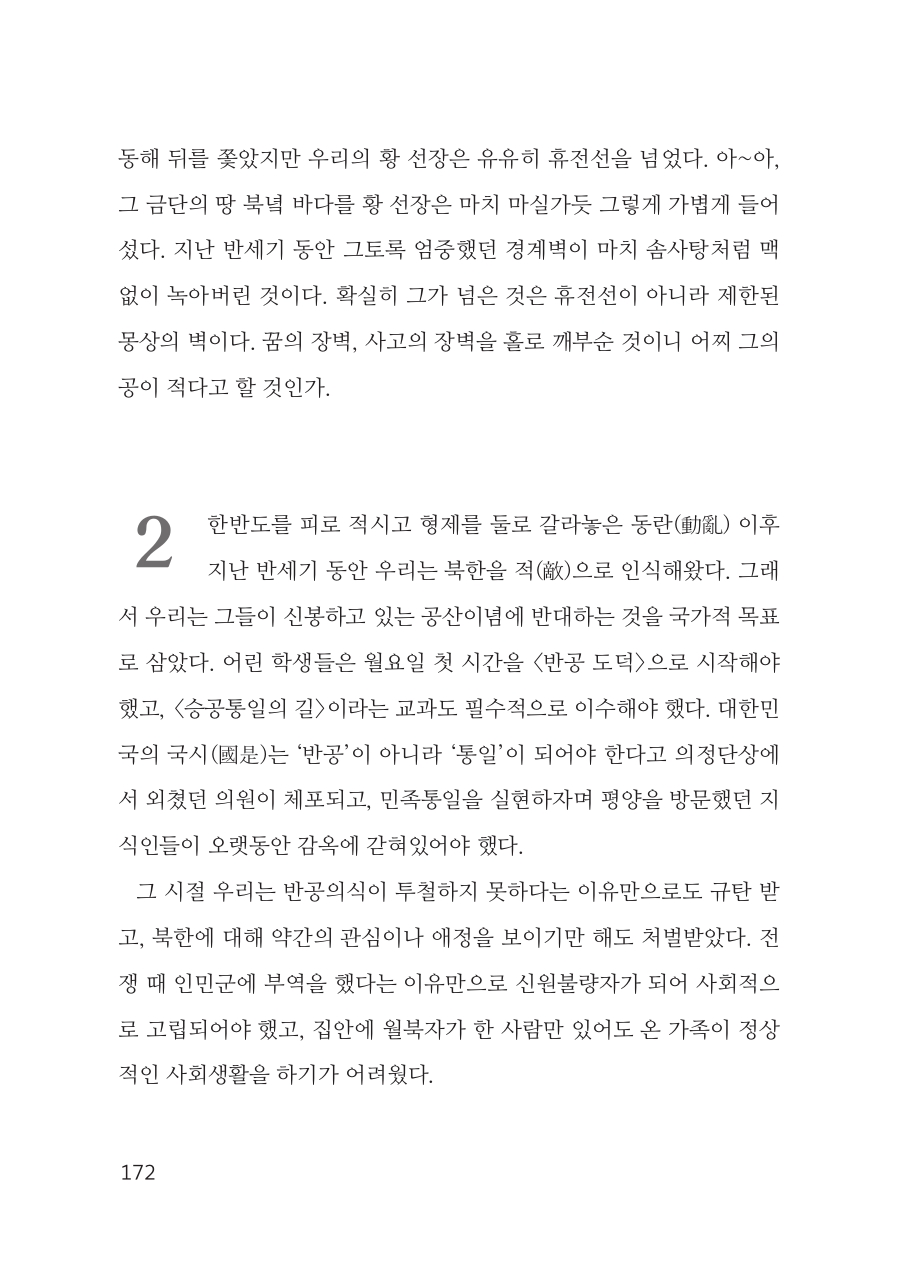 동해 뒤를 쫓았지만 우리의 황 선장은 유유히 휴전선을 넘었다. 아~아,
그 금단의 땅 북녘 바다를 황 선장은 마치 마실가듯 그렇게 가볍게 들어
섰다. 지난 반세기 동안 그토록 엄중했던 경계벽이 마치 솜사탕처럼 맥
없이 녹아버린 것이다. 확실히 그가 넘은 것은 휴전선이 아니라 제한된
몽상의 벽이다. 꿈의 장벽, 사고의 장벽을 홀로 깨부순 것이니 어찌 그의
공이 적다고 할 것인가.
2
한반도를 피로 적시고 형제를 둘로 갈라놓은 동란(動亂) 이후
지난 반세기 동안 우리는 북한을 적(敵)으로 인식해왔다. 그래
서 우리는 그들이 신봉하고 있는 공산이념에 반대하는 것을 국가적 목표
로 삼았다. 어린 학생들은 월요일 첫 시간을 〈반공 도덕〉으로 시작해야
했고, 〈승공통일의 길〉이라는 교과도 필수적으로 이수해야 했다. 대한민
국의 국시(國是)는 ‘반공’이 아니라 ‘통일’이 되어야 한다고 의정단상에
서 외쳤던 의원이 체포되고, 민족통일을 실현하자며 평양을 방문했던 지
식인들이 오랫동안 감옥에 갇혀있어야 했다.
그 시절 우리는 반공의식이 투철하지 못하다는 이유만으로도 규탄 받
고, 북한에 대해 약간의 관심이나 애정을 보이기만 해도 처벌받았다. 전
쟁 때 인민군에 부역을 했다는 이유만으로 신원불량자가 되어 사회적으
로 고립되어야 했고, 집안에 월북자가 한 사람만 있어도 온 가족이 정상
적인 사회생활을 하기가 어려웠다.
172